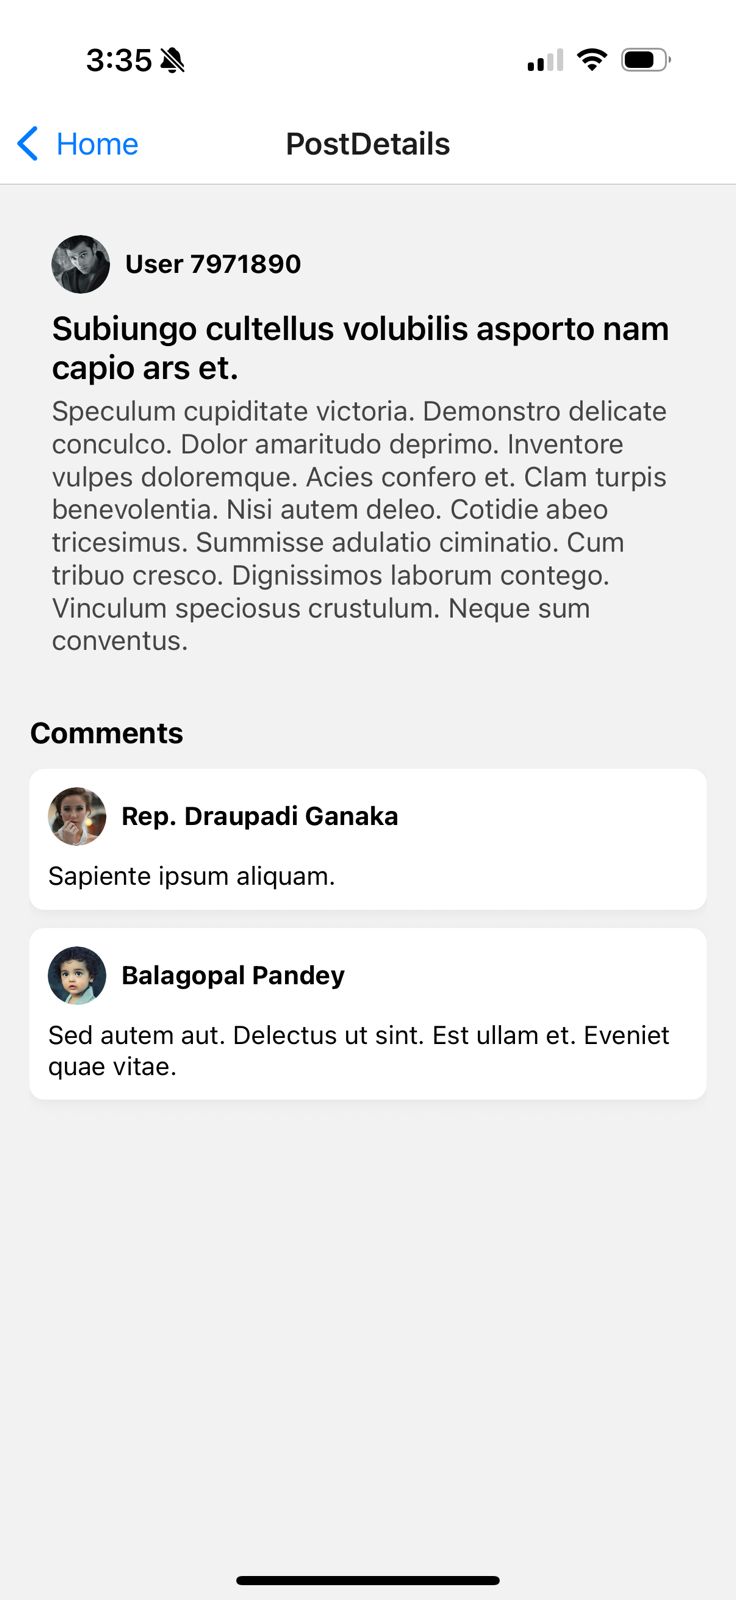 3:35
Home
PostDetails
User 7971890
Subiungo cultellus volubilis asporto nam
capio ars et.
Speculum cupiditate victoria. Demonstro delicate
conculco. Dolor amaritudo deprimo. Inventore
vulpes doloremque. Acies confero et. Clam turpis
benevolentia. Nisi autem deleo. Cotidie abeo
tricesimus. Summisse adulatio ciminatio. Cum
tribuo cresco. Dignissimos laborum contego.
Vinculum speciosus crustulum. Neque sum
conventus.
Comments
Rep. Draupadi Ganaka
Sapiente ipsum aliquam.
Balagopal Pandey
Sed autem aut. Delectus ut sint. Est ullam et. Eveniet
quae vitae.